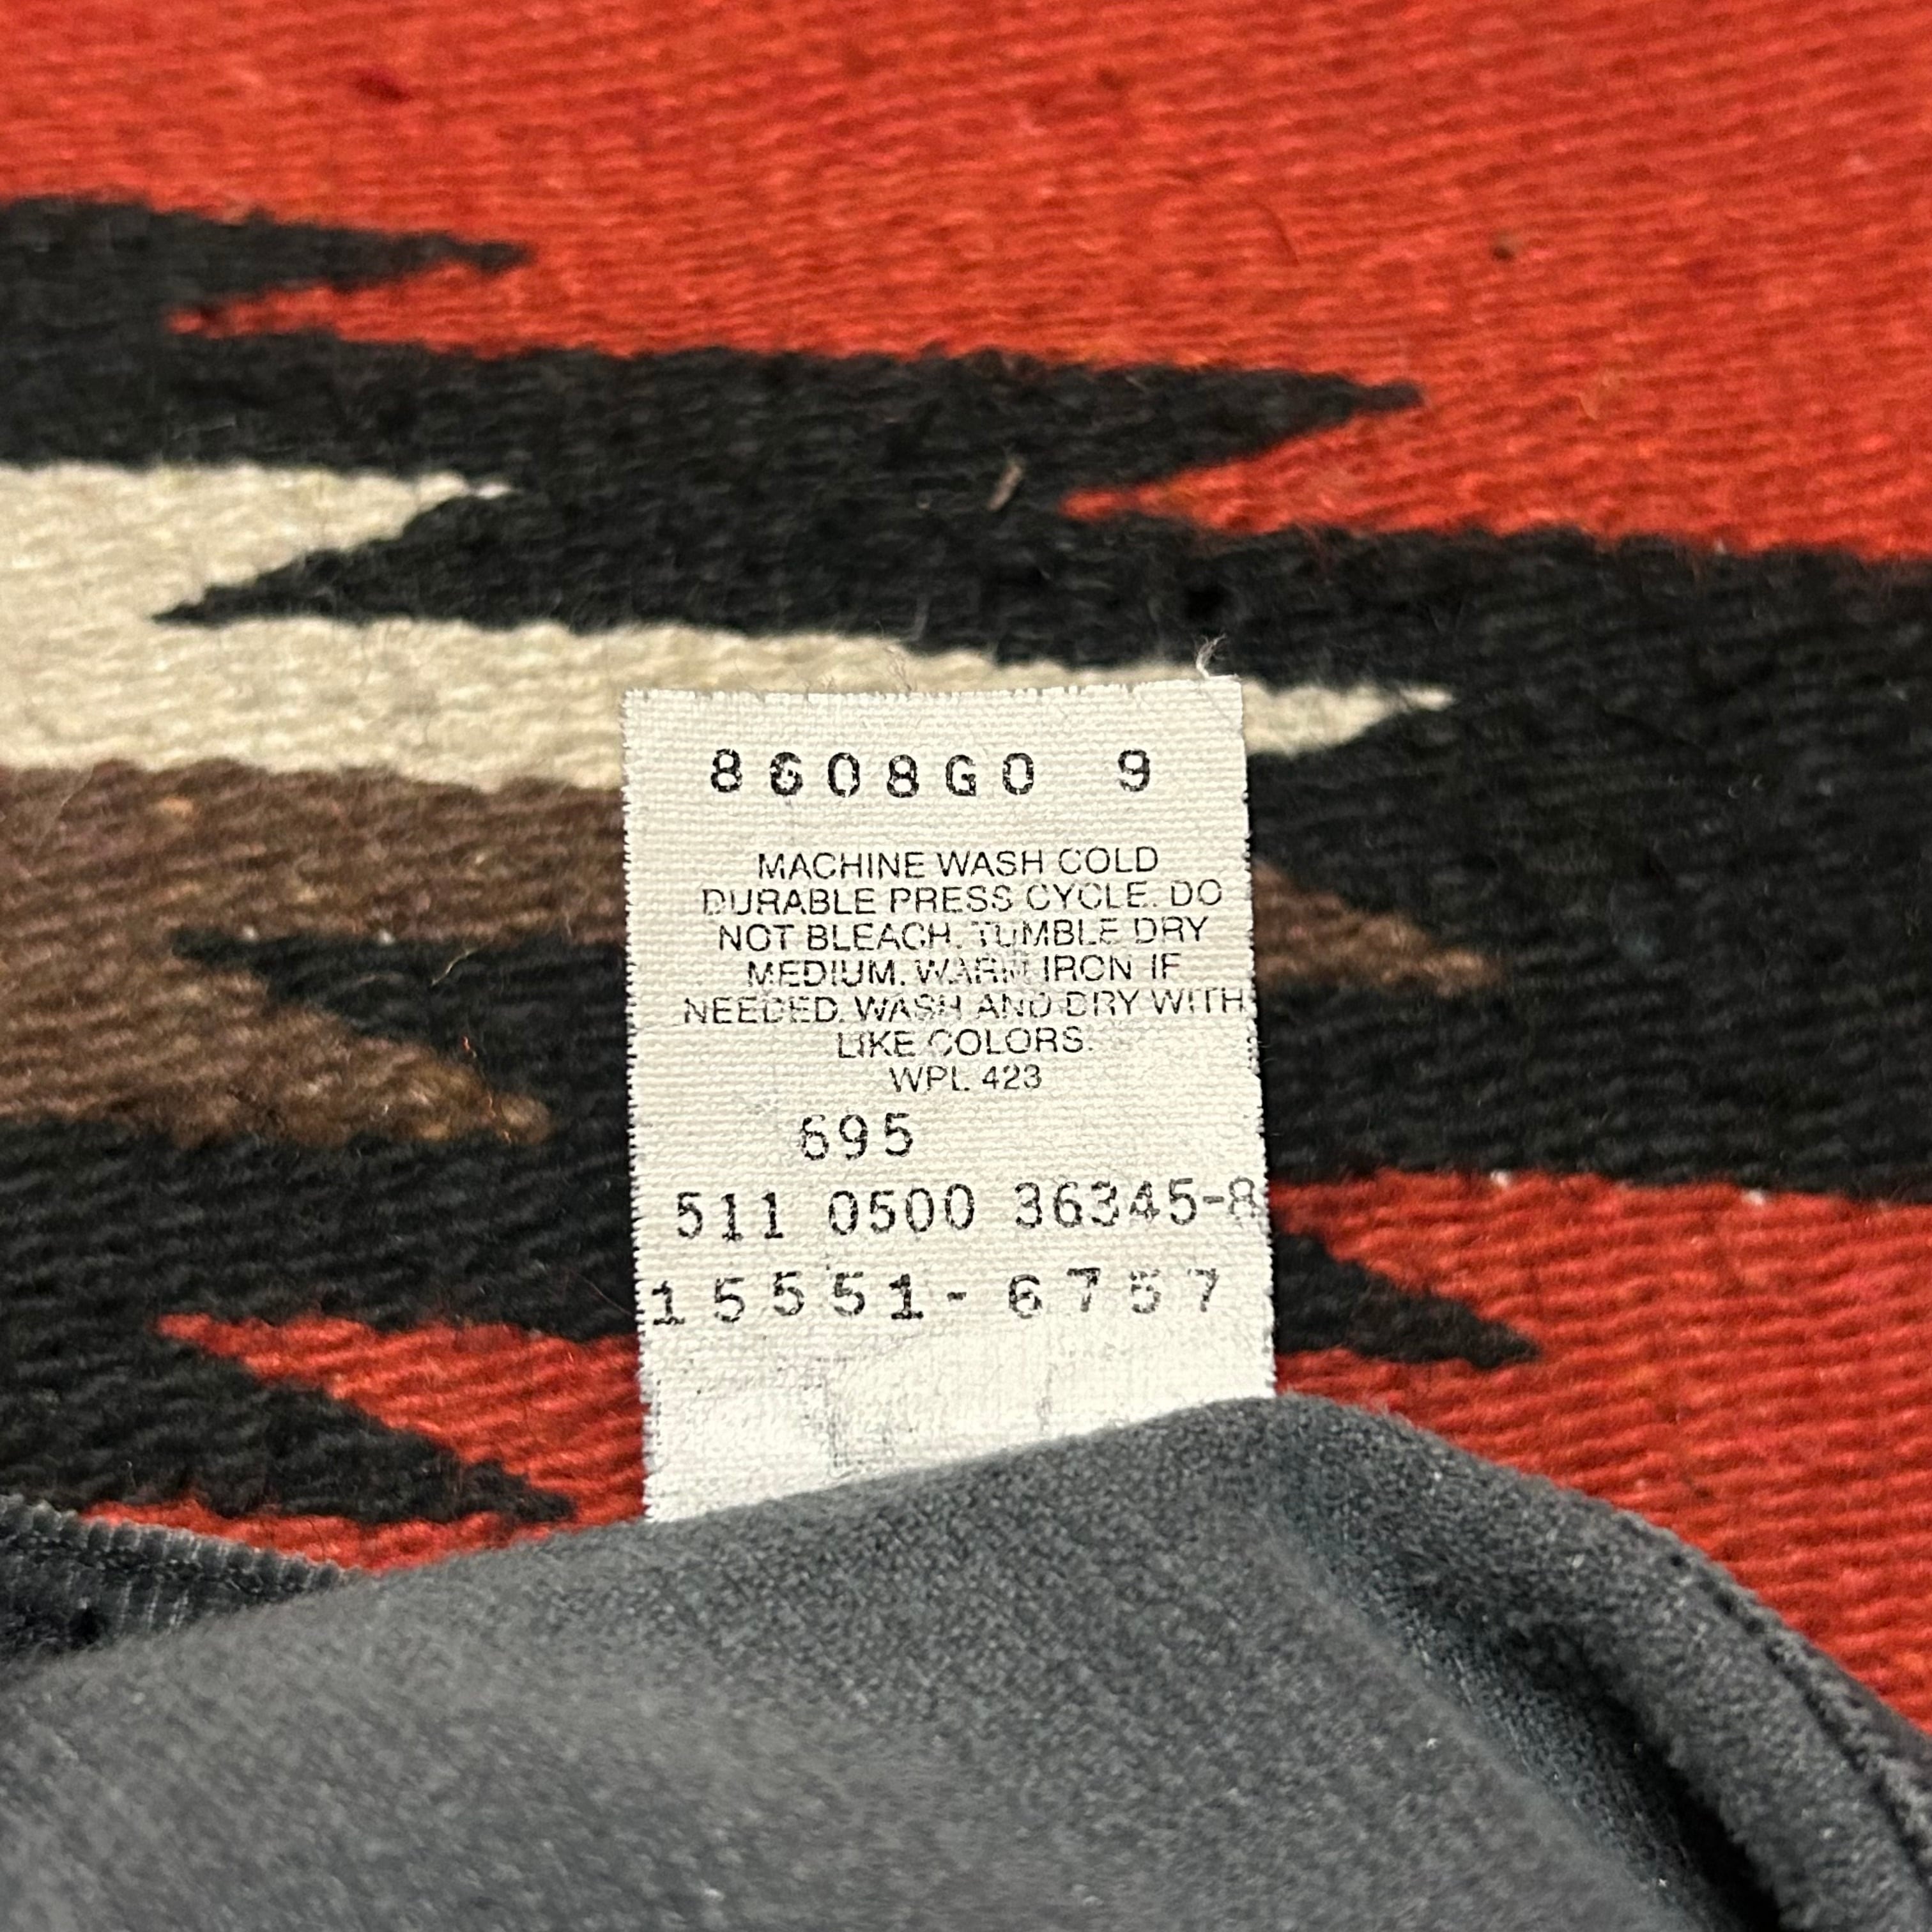 8608G0 9
MACHINE WASH COLD
DURABLE PRESS CYCLE. DO
NOT BLEACH. TUMBLE DRY
MEDIUM. WARM IRON IF
NEEDED. WASH AND DRY WITH
LIKE COLORS.
WPL 423
695
511 0500 36345-8
15551-6757